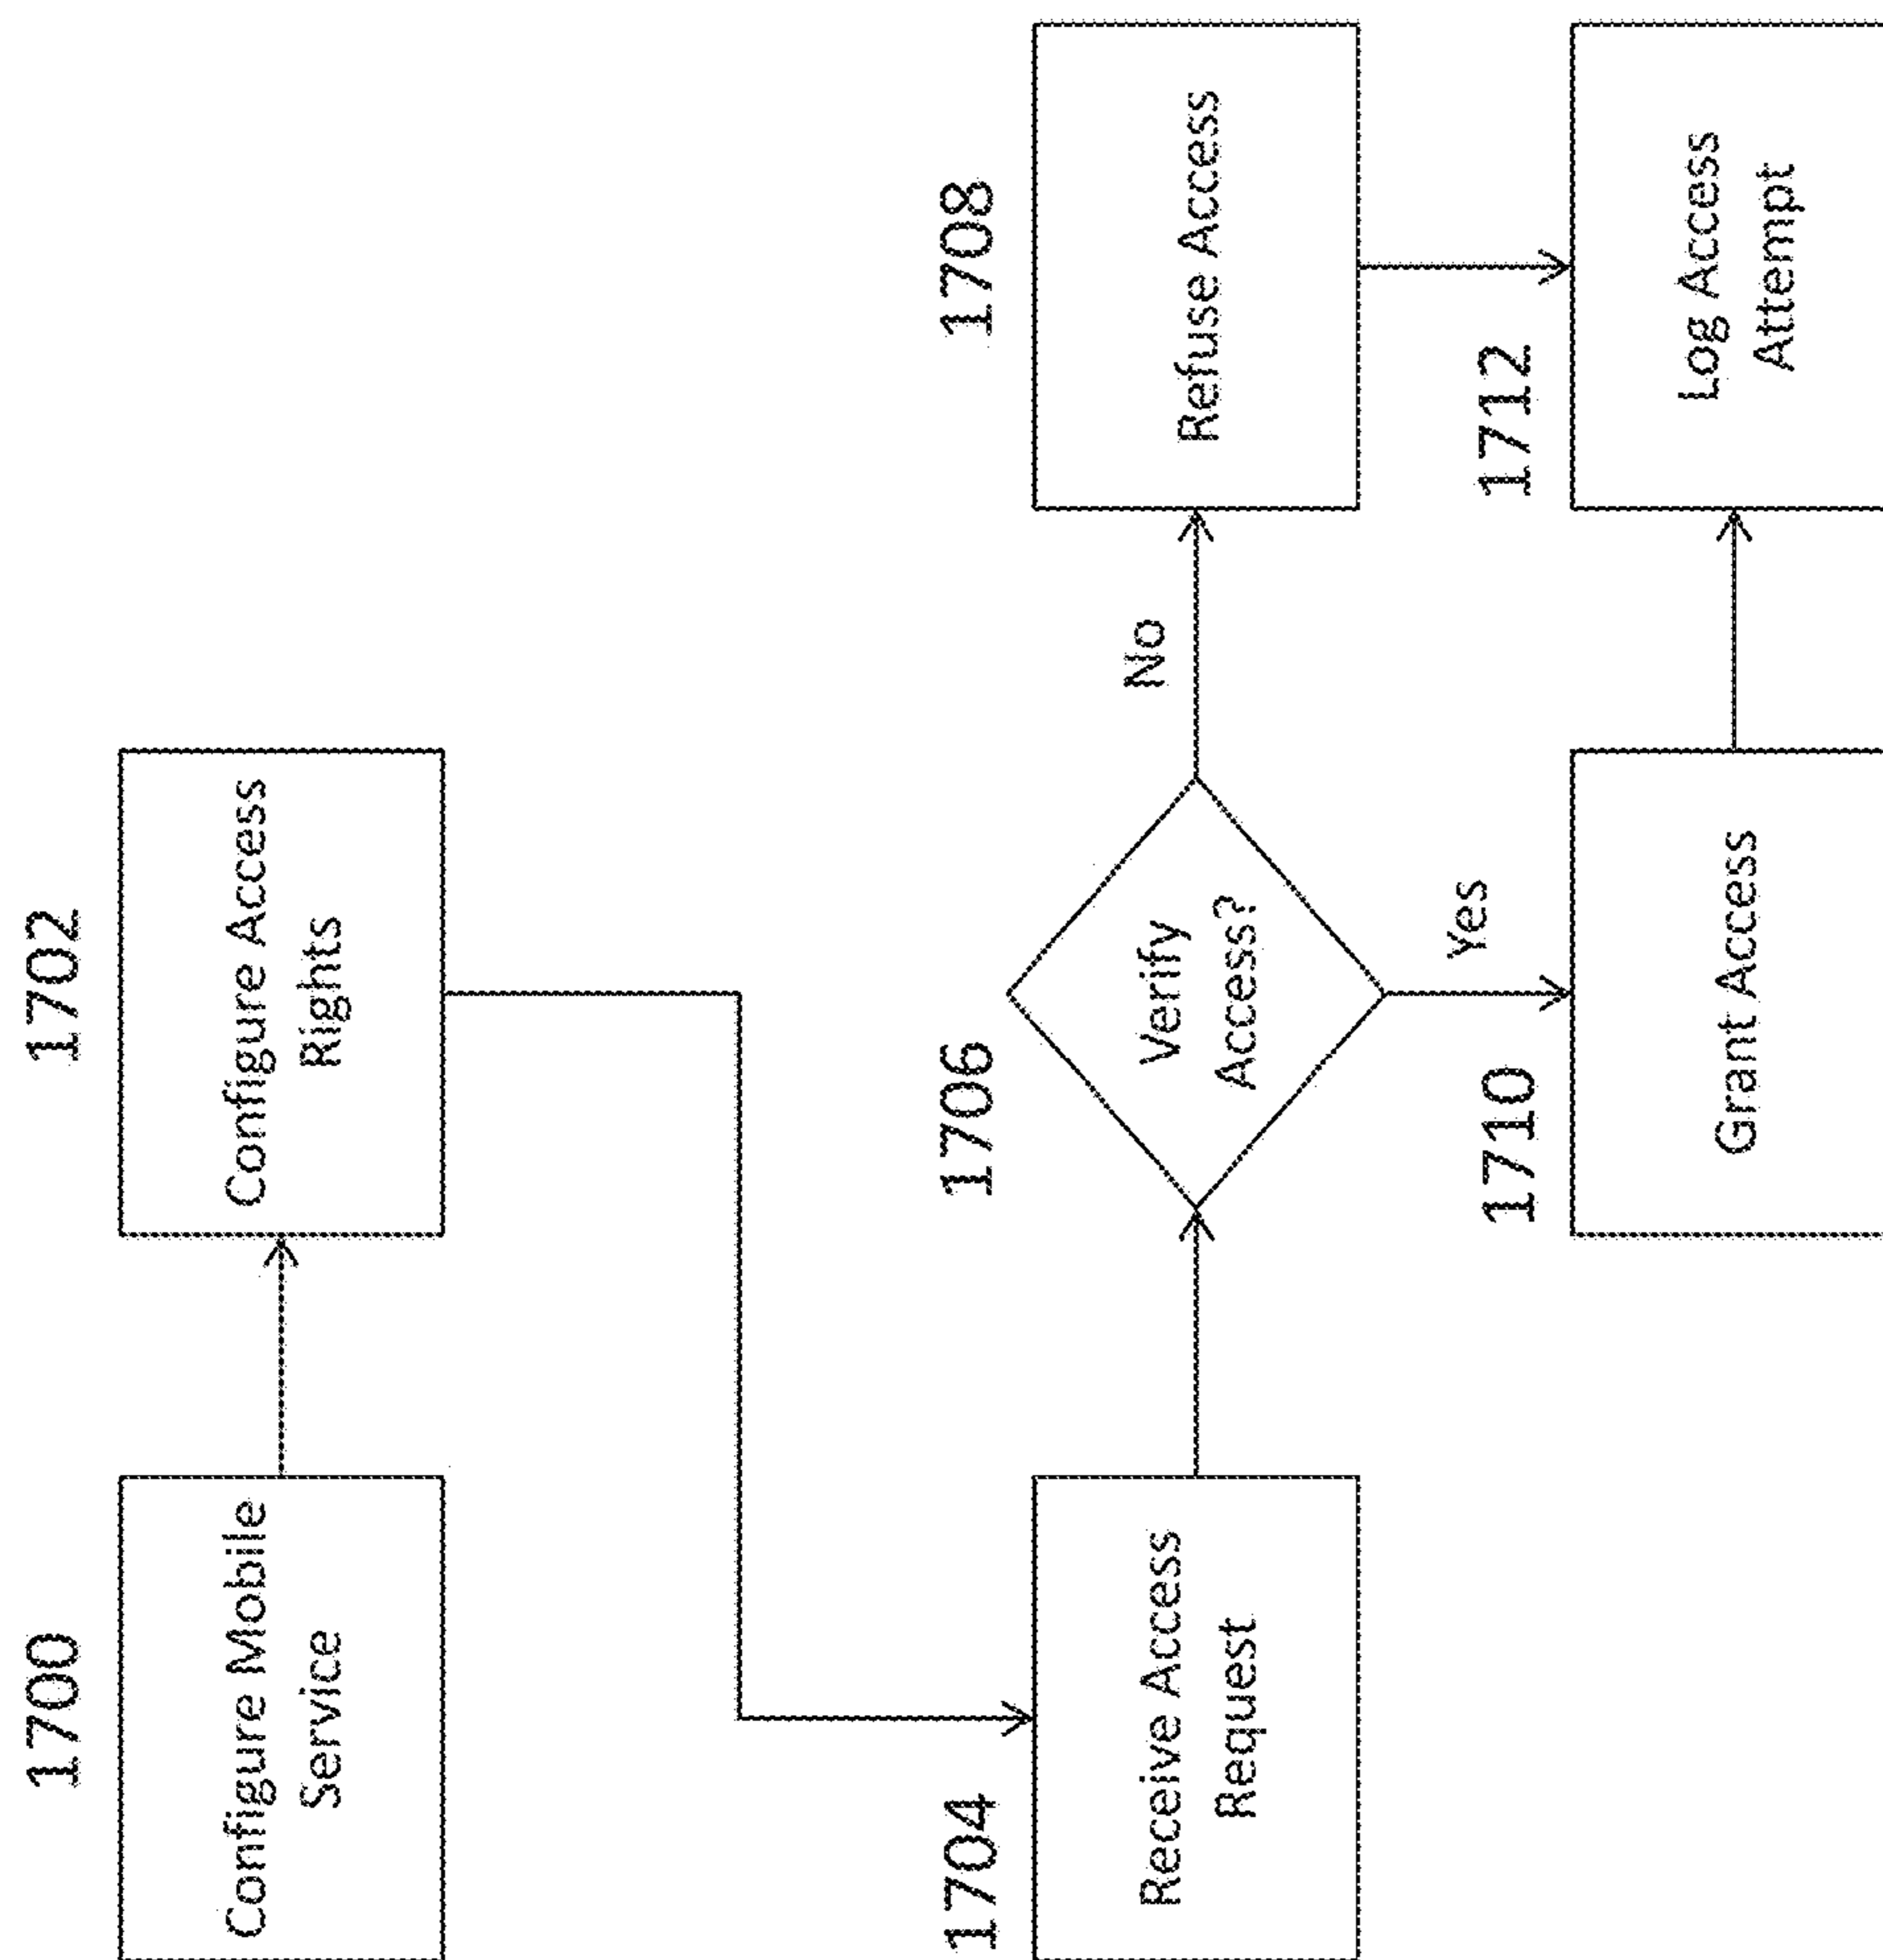 1700
Configure Mobile
Service
1702
Configure Access
Rights
1704
Receive Access
Request
1706
Verify
Access?
No
1708
Refuse Access
Yes
1710
Grant Access
1712
Log Access
Attempt